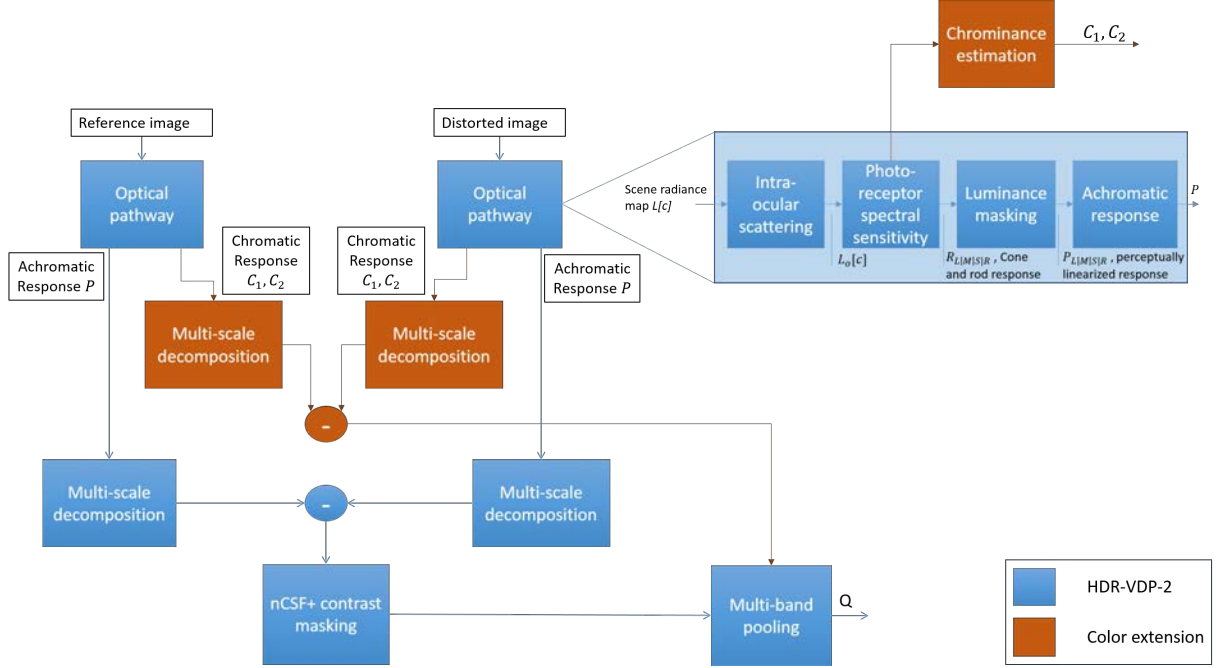 Chrominance
estimation
C₁, C₂
Reference image
Distorted image
Optical
pathway
Optical
pathway
Scene radiance
map L[c]
Intra-
ocular
scattering
Photo-
receptor
spectral
sensitivity
Luminance
masking
Achromatic
response
P
L_o[c]
R_{L|M|S|R} , Cone
and rod response
P_{L|M|S|R} , perceptually
linearized response
Achromatic
Response P
Chromatic
Response
C₁, C₂
Chromatic
Response
C₁, C₂
Achromatic
Response P
Multi-scale
decomposition
Multi-scale
decomposition
-
Multi-scale
decomposition
-
Multi-scale
decomposition
nCSF+ contrast
masking
Multi-band
pooling
Q
HDR-VDP-2
Color extension